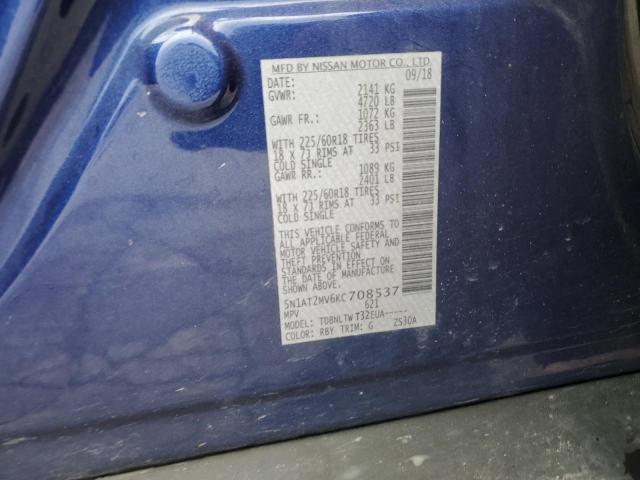 MFD BY NISSAN MOTOR CO., LTD.
DATE: 09/18
GVWR: 2141 KG
4720 LB
GAWR FR.: 1072 KG
2363 LB
WITH 225/60R18 TIRES
18 X 7J RIMS AT 33 PSI
COLD SINGLE
GAWR RR.: 1089 KG
2401 LB
WITH 225/60R18 TIRES
18 X 7J RIMS AT 33 PSI
COLD SINGLE
THIS VEHICLE CONFORMS TO
ALL APPLICABLE FEDERAL
MOTOR VEHICLE SAFETY AND
THEFT PREVENTION
STANDARDS IN EFFECT ON
THE DATE OF MANUFACTURE
SHOWN ABOVE.
5N1AT2MV6KC708537
MPV 621
MODEL: TDBNLTW T32EUA-----
COLOR: RBY TRIM: G ZS30A